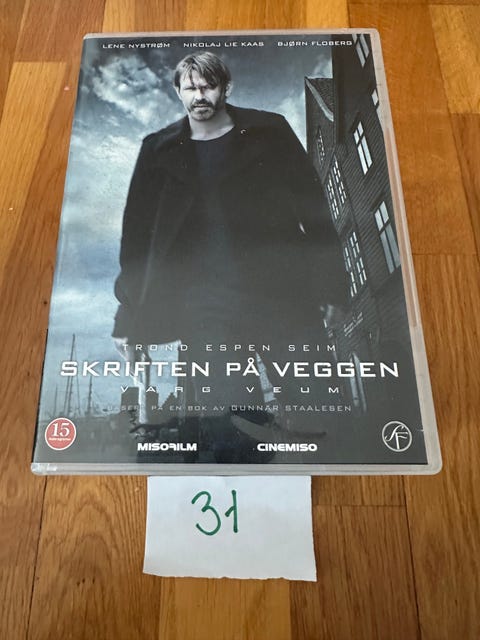 LENE NYSTRØM NIKOLAJ LIE KAAS BJØRN FLOBERG
TROND ESPEN SEIM
SKRIFTEN PÅ VEGGEN
VARG VEUM
BASERT PÅ EN BOK AV GUNNAR STAALESEN
15
MISOFILM CINEMISO
SF
31